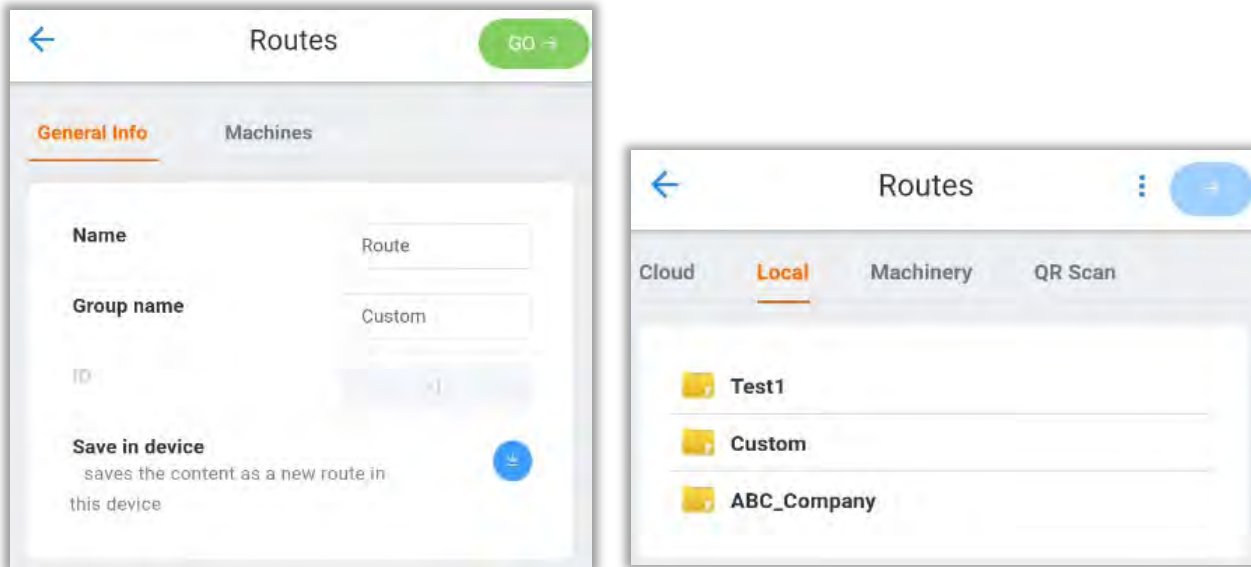 Routes
GO →
General Info Machines
Name
Route
Group name
Custom
ID
-1
Save in device
saves the content as a new route in
this device
Routes
Cloud Local Machinery QR Scan
Test1
Custom
ABC_Company